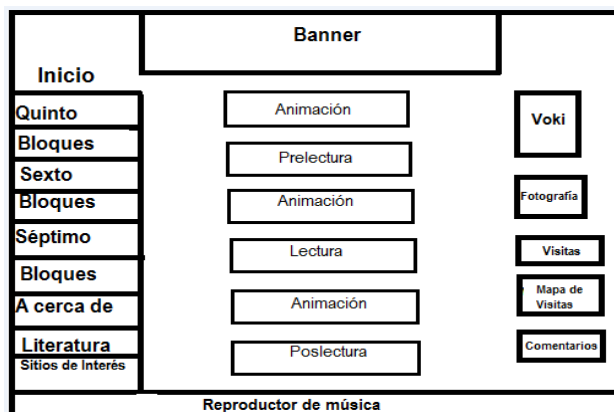 Banner
Inicio
Quinto
Bloques
Sexto
Bloques
Séptimo
Bloques
A cerca de
Literatura
Sitios de Interés
Animación
Prelectura
Animación
Lectura
Animación
Poslectura
Voki
Fotografía
Visitas
Mapa de
Visitas
Comentarios
Reproductor de música